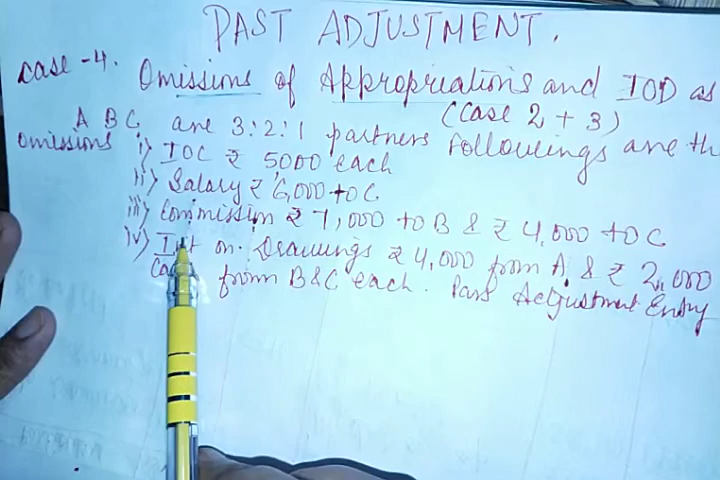 PAST ADJUSTMENT.
Case-4. Omissions of Appropriations and IOD as
(Case 2 + 3)
A B C are 3:2:1 partners Followings are th
omissions i) IOC ₹ 5000 each
ii) Salary ₹ 6,000 to C
iii) Commission ₹ 7,000 to B & ₹ 4,000 to C
iv) Int on Drawings ₹ 4,000 from A & ₹ 2,000
from B & C each. Pass Adjustment Entry